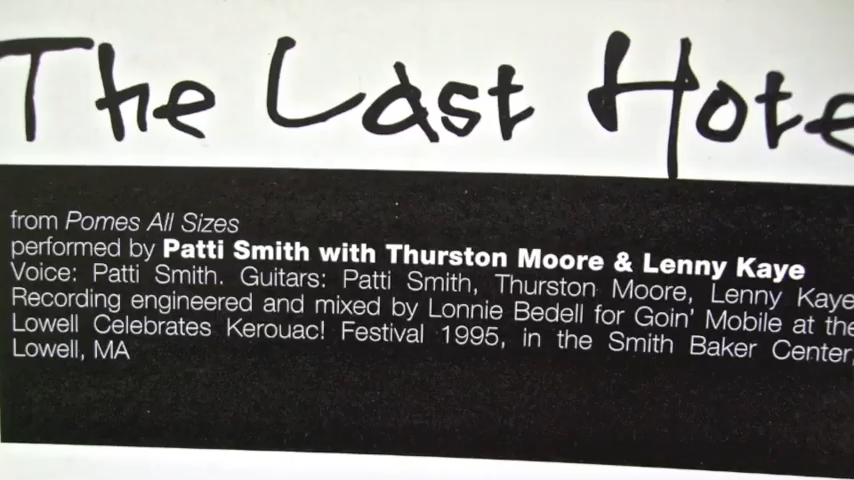 The Last Hote
from Pomes All Sizes
performed by Patti Smith with Thurston Moore & Lenny Kaye
Voice: Patti Smith. Guitars: Patti Smith, Thurston Moore, Lenny Kaye
Recording engineered and mixed by Lonnie Bedell for Goin' Mobile at the
Lowell Celebrates Kerouac! Festival 1995, in the Smith Baker Center,
Lowell, MA